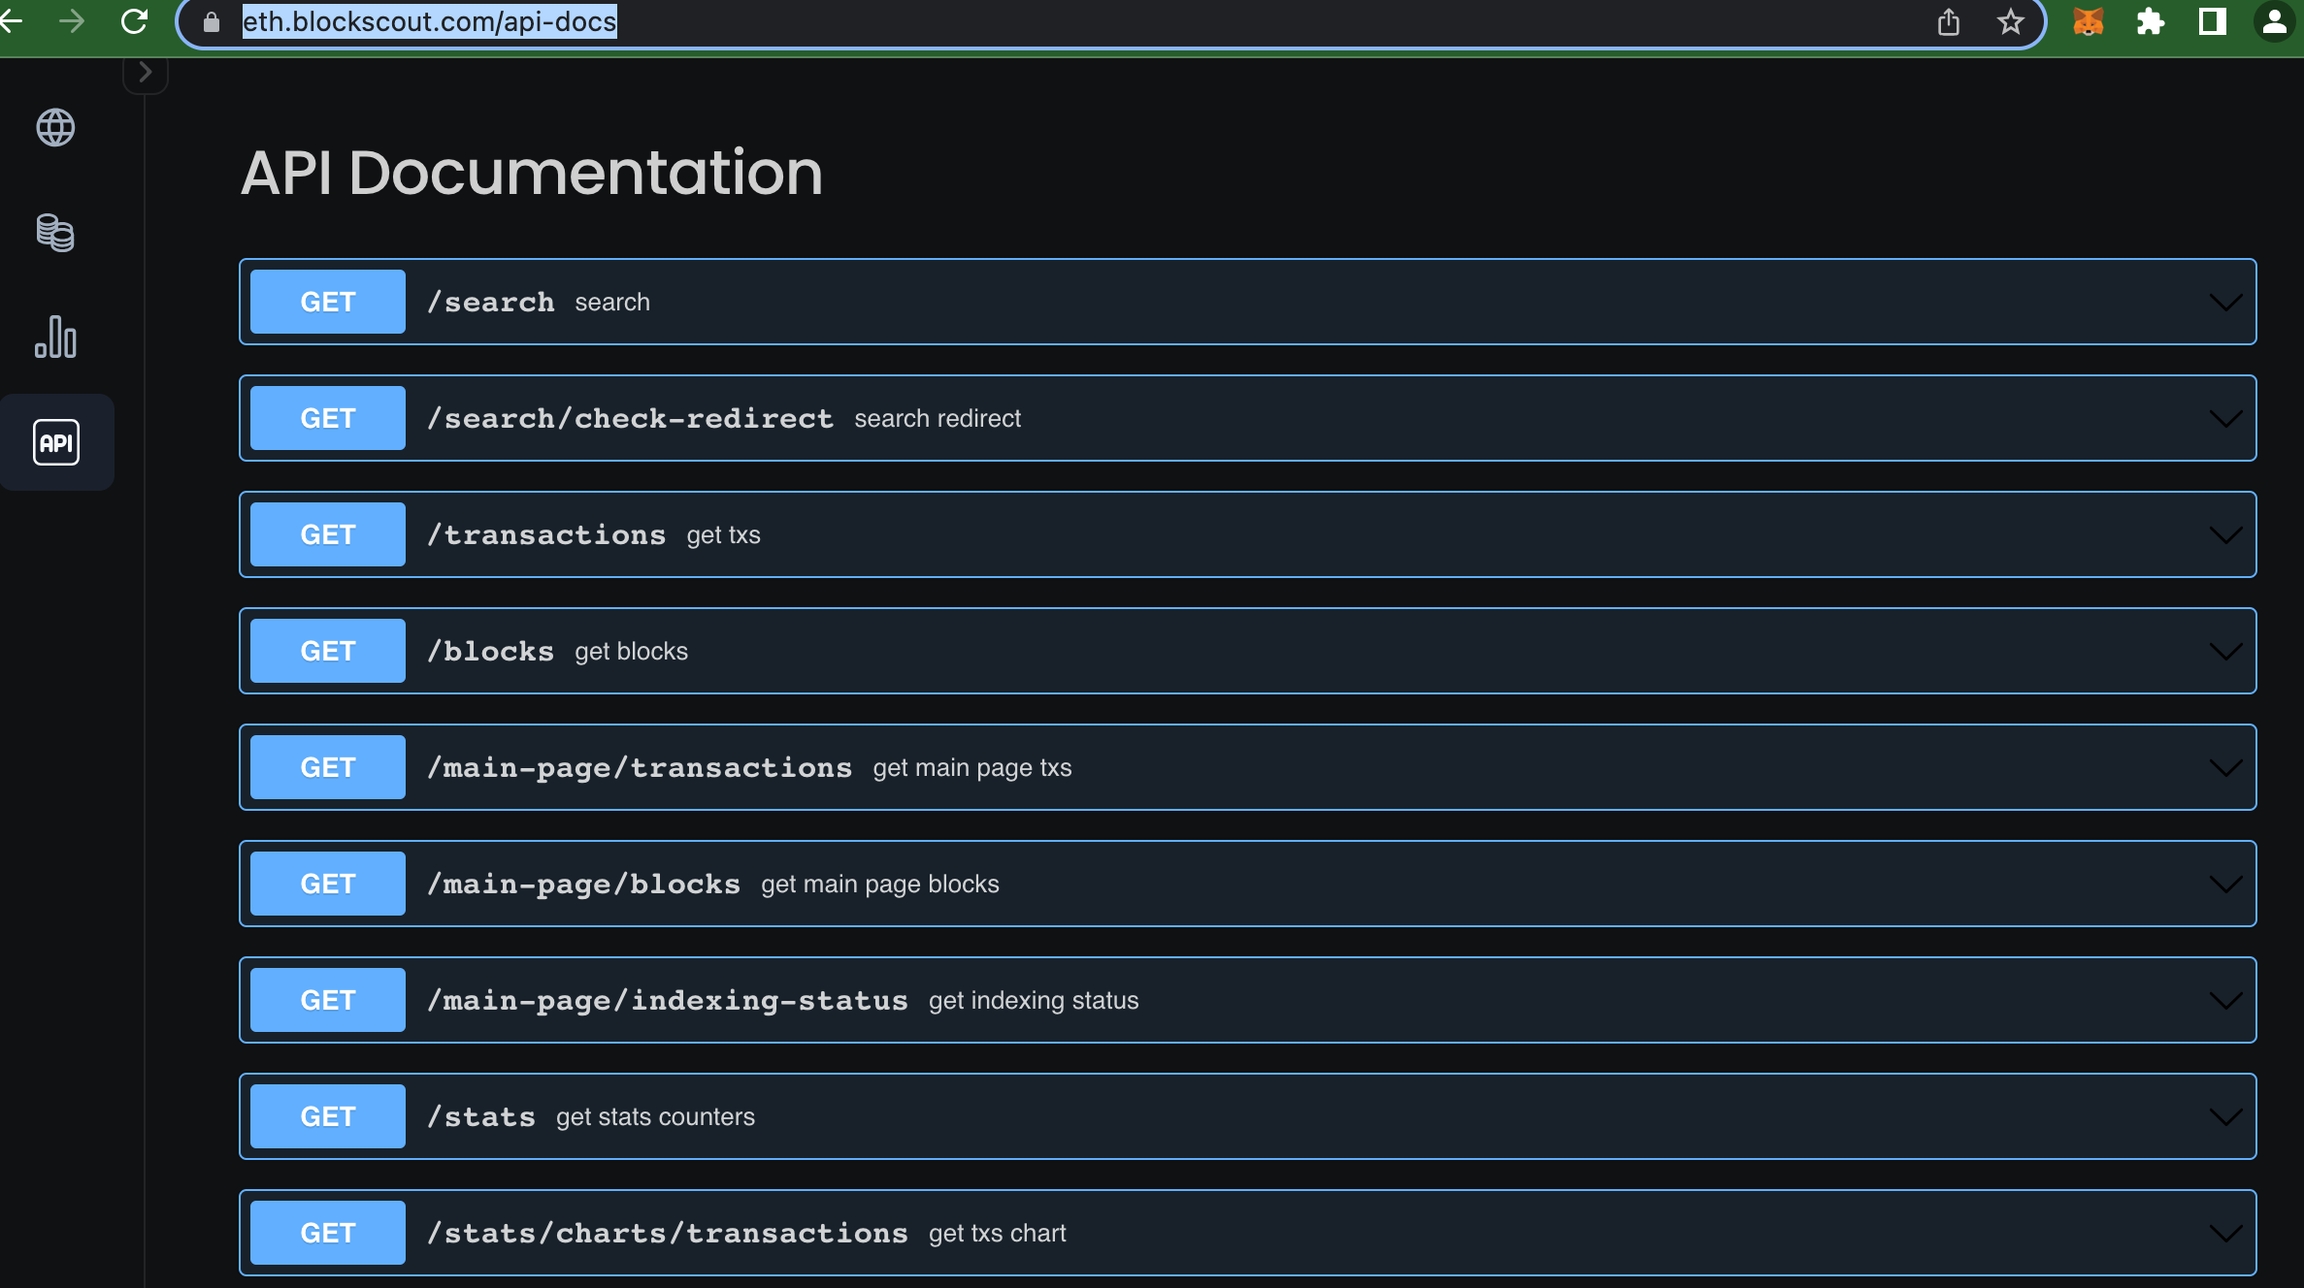 eth.blockscout.com/api-docs
API Documentation
GET /search search
GET /search/check-redirect search redirect
GET /transactions get txs
API
GET /blocks get blocks
GET /main-page/transactions get main page txs
GET /main-page/blocks get main page blocks
GET /main-page/indexing-status get indexing status
GET /stats get stats counters
GET /stats/charts/transactions get txs chart